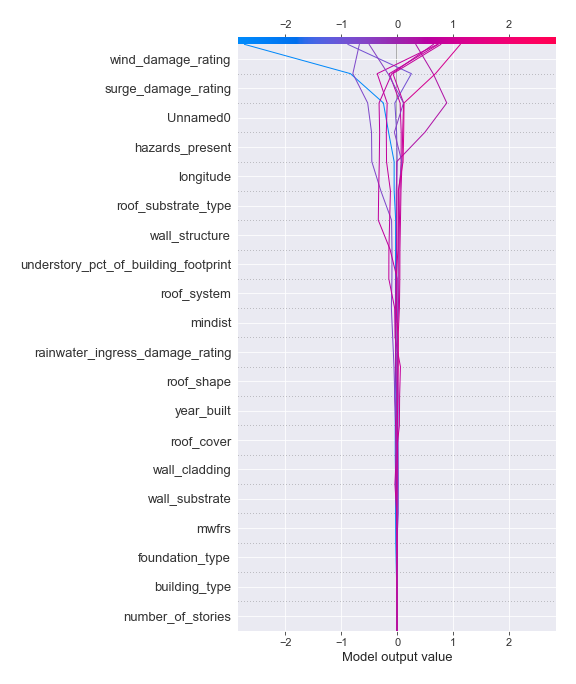 −2 −1 0 1 2
wind_damage_rating
surge_damage_rating
Unnamed0
hazards_present
longitude
roof_substrate_type
wall_structure
understory_pct_of_building_footprint
roof_system
mindist
rainwater_ingress_damage_rating
roof_shape
year_built
roof_cover
wall_cladding
wall_substrate
mwfrs
foundation_type
building_type
number_of_stories
−2 −1 0 1 2
Model output value